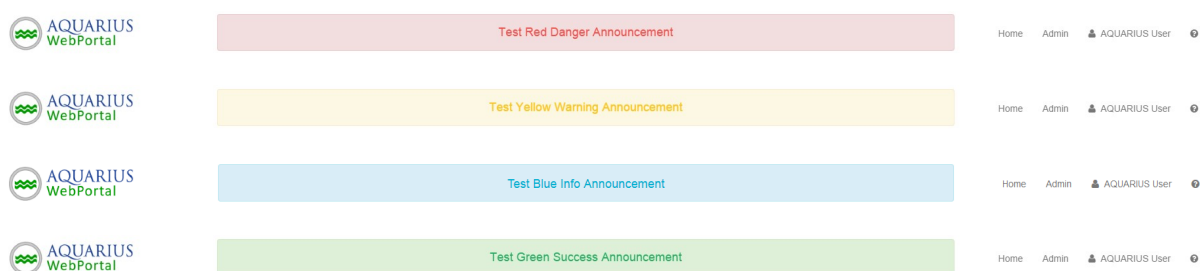 AQUARIUS
WebPortal
Test Red Danger Announcement
Home Admin AQUARIUS User ?
AQUARIUS
WebPortal
Test Yellow Warning Announcement
Home Admin AQUARIUS User ?
AQUARIUS
WebPortal
Test Blue Info Announcement
Home Admin AQUARIUS User ?
AQUARIUS
WebPortal
Test Green Success Announcement
Home Admin AQUARIUS User ?